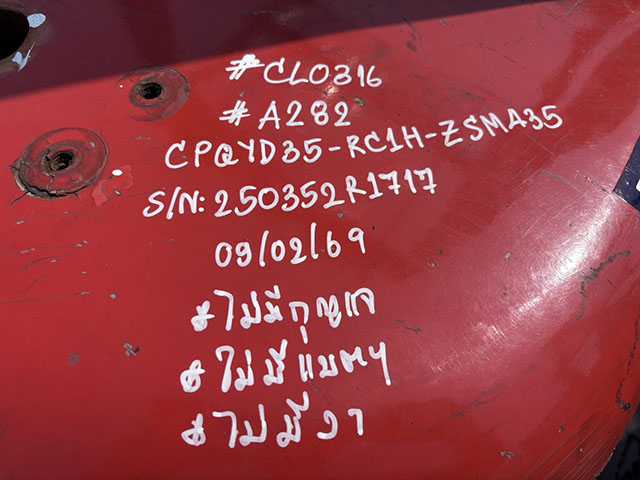 #CL0316
#A282
CPQYD35-RC1H-ZSMA35
S/N: 250352R1717
09/02/69
#ไม่มีกุญแจ
#ไม่มีแบตฯ
#ไม่มีงา